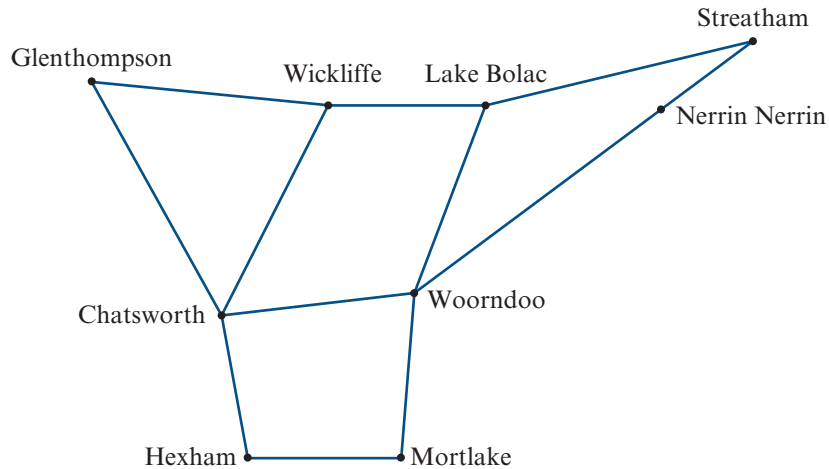 Streatham
Glenthompson
Wickliffe
Lake Bolac
Nerrin Nerrin
Woorndoo
Chatsworth
Hexham
Mortlake